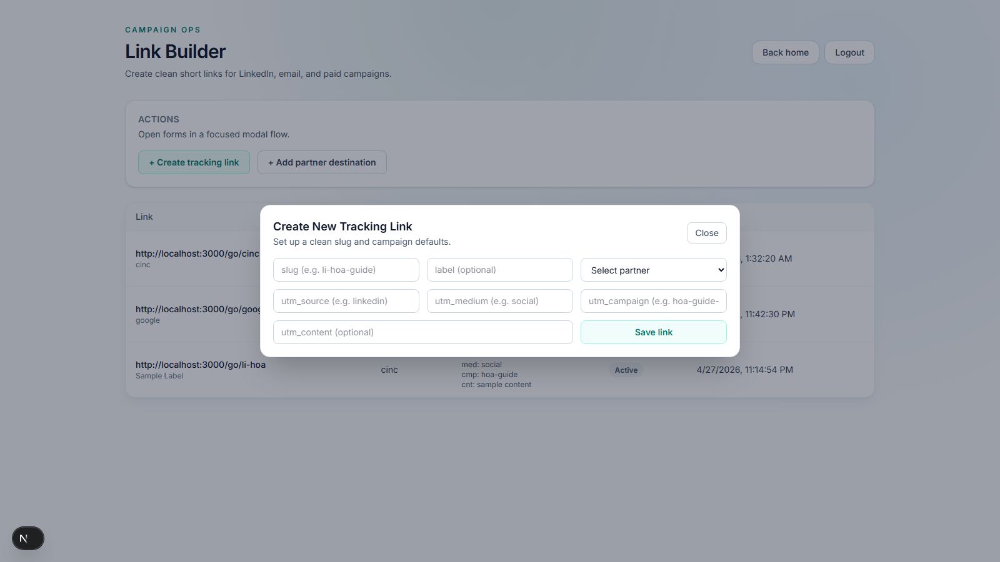 CAMPAIGN OPS
Link Builder
Create clean short links for LinkedIn, email, and paid campaigns.
Back home
Logout
ACTIONS
Open forms in a focused modal flow.
+ Create tracking link
+ Add partner destination
Link
Create New Tracking Link
Set up a clean slug and campaign defaults.
Close
slug (e.g. li-hoa-guide)
label (optional)
Select partner
utm_source (e.g. linkedin)
utm_medium (e.g. social)
utm_campaign (e.g. hoa-guide-
utm_content (optional)
Save link
http://localhost:3000/go/cinc
cinc
, 1:32:20 AM
http://localhost:3000/go/goog
google
, 11:42:30 PM
http://localhost:3000/go/li-hoa
Sample Label
cinc
med: social
cmp: hoa-guide
cnt: sample content
Active
4/27/2026, 11:14:54 PM
N